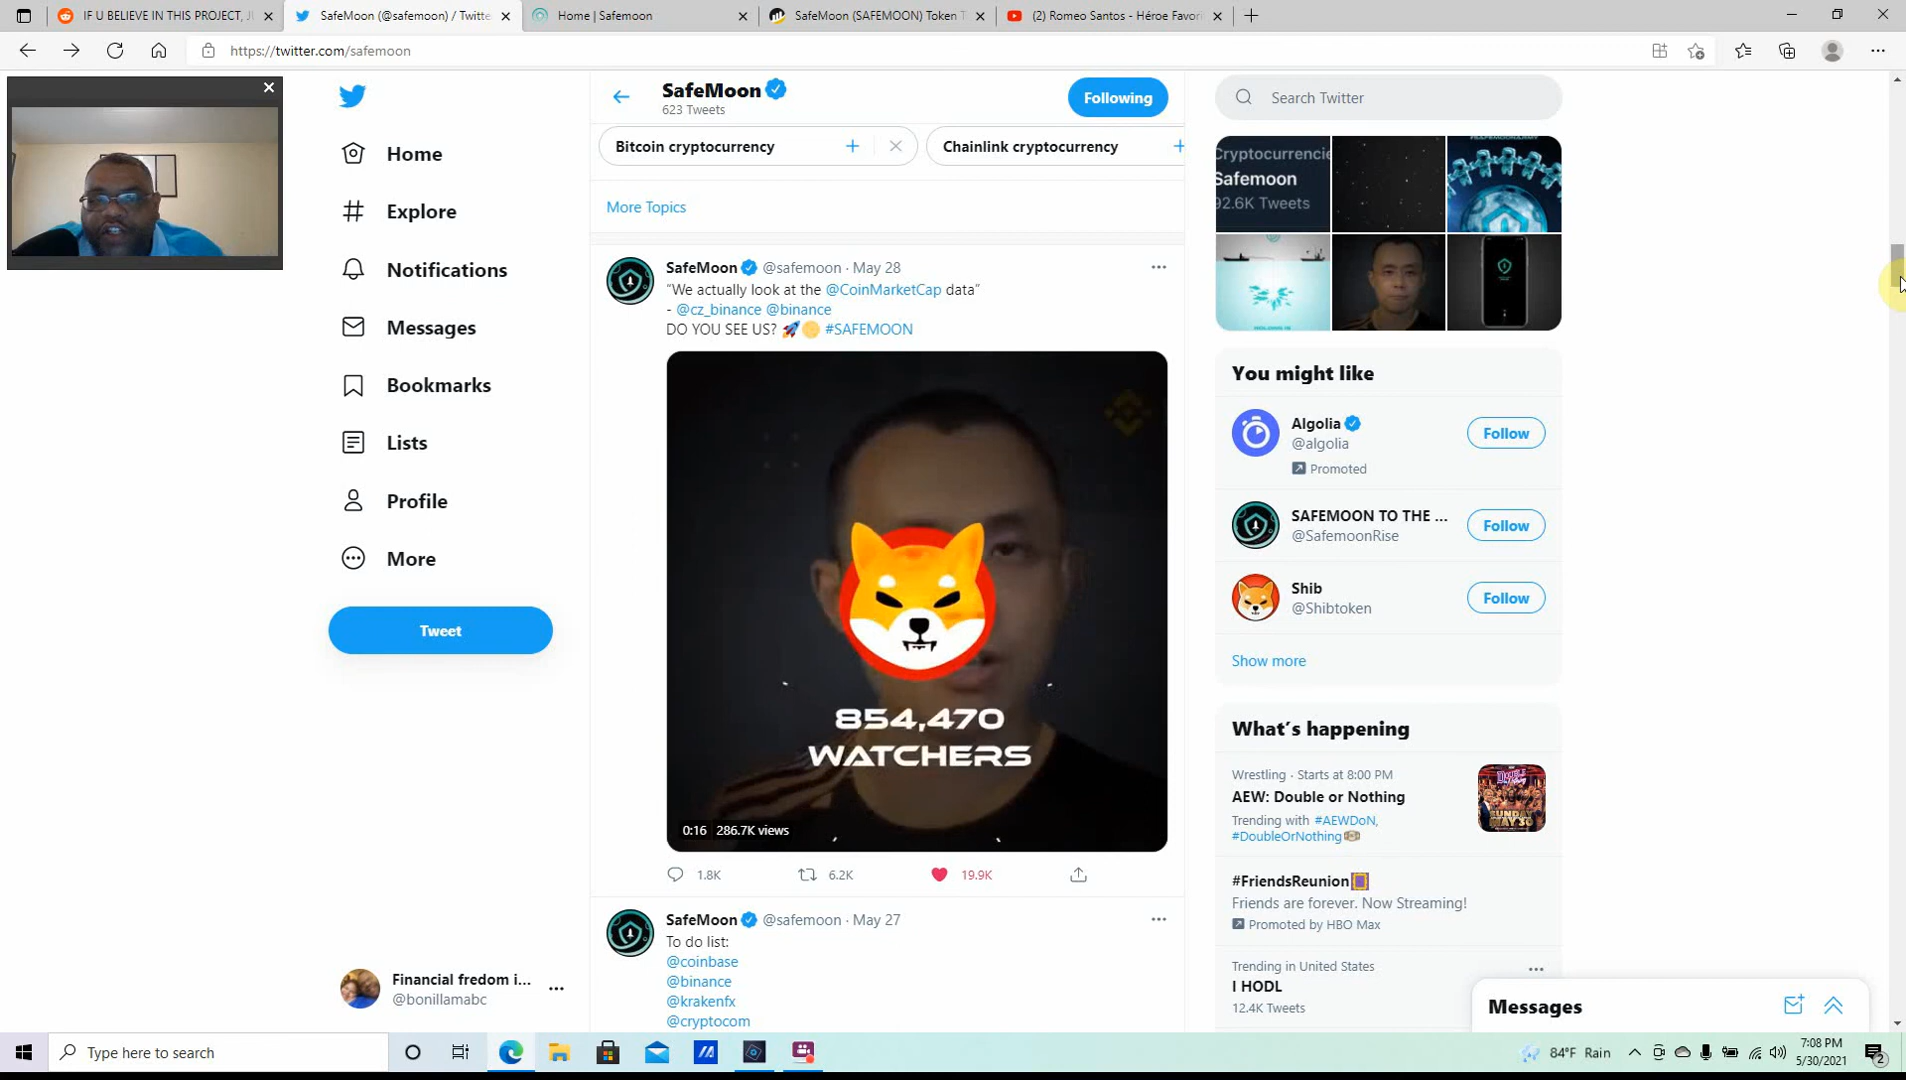 IF U BELIEVE IN THIS PROJECT, JU
SafeMoon (@safemoon) / Twitte
Home | Safemoon
SafeMoon (SAFEMOON) Token T
(2) Romeo Santos - Héroe Favori
https://twitter.com/safemoon
Home
Explore
Notifications
Messages
Bookmarks
Lists
Profile
More
Tweet
Financial fredom i...
@bonillamabc
SafeMoon
623 Tweets
Following
Bitcoin cryptocurrency
Chainlink cryptocurrency
More Topics
SafeMoon @safemoon · May 28
“We actually look at the @CoinMarketCap data”
- @cz_binance @binance
DO YOU SEE US? 🚀🌕 #SAFEMOON
854,470
WATCHERS
0:16 286.7K views
1.8K
6.2K
19.9K
SafeMoon @safemoon · May 27
To do list:
@coinbase
@binance
@krakenfx
@cryptocom
Search Twitter
Cryptocurrencie
Safemoon
92.6K Tweets
You might like
Algolia
@algolia
Promoted
Follow
SAFEMOON TO THE ...
@SafemoonRise
Follow
Shib
@Shibtoken
Follow
Show more
What’s happening
Wrestling · Starts at 8:00 PM
AEW: Double or Nothing
Trending with #AEWDoN,
#DoubleOrNothing
SUNDAY
MAY 30
#FriendsReunion
Friends are forever. Now Streaming!
Promoted by HBO Max
Trending in United States
I HODL
12.4K Tweets
Messages
Type here to search
84°F Rain
7:08 PM
5/30/2021
2